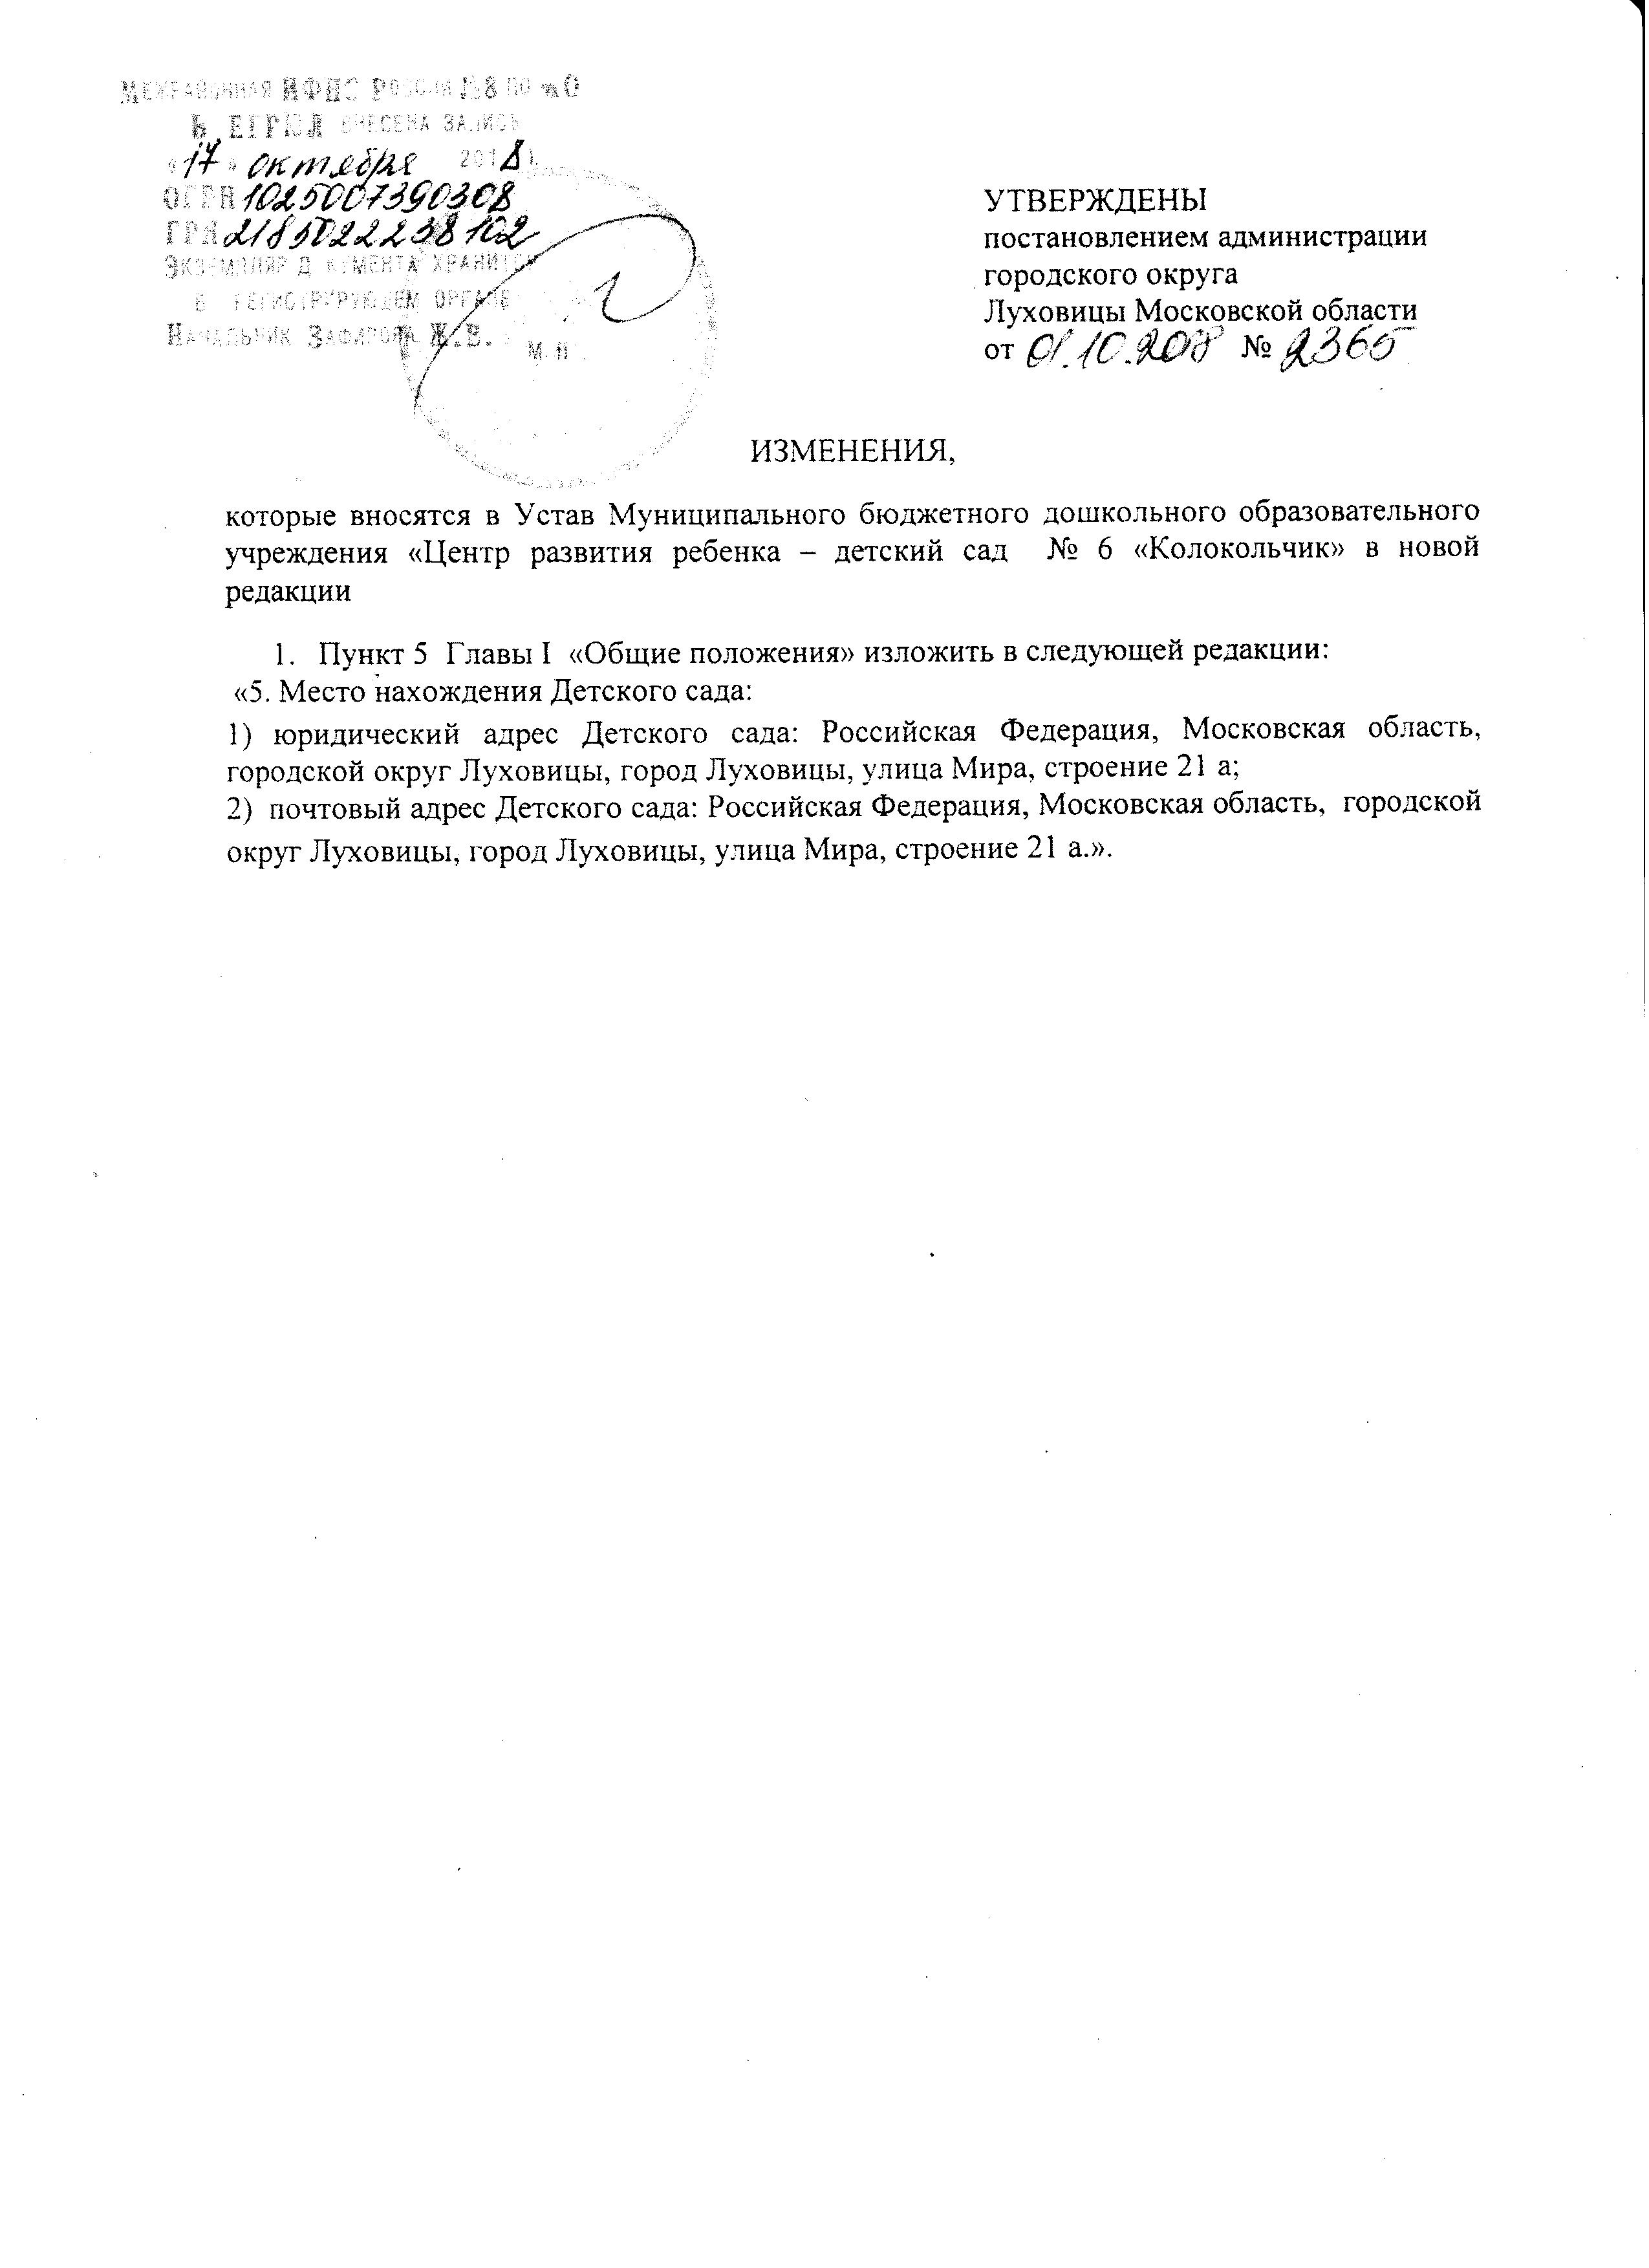 МЕЖРАЙОННАЯ ИФНС РОССИИ №8 ПО МО
В ЕГРЮЛ ВНЕСЕНА ЗАПИСЬ
«17» октября 2018 г.
ОГРН 1025007390308
ГРН 2185022238102
ЭКЗЕМПЛЯР ДОКУМЕНТА ХРАНИТСЯ
В РЕГИСТРИРУЮЩЕМ ОРГАНЕ
НАЧАЛЬНИК Ж.В.
М.П.
УТВЕРЖДЕНЫ
постановлением администрации
городского округа
Луховицы Московской области
от 01.10.2018 № 2365
ИЗМЕНЕНИЯ,
которые вносятся в Устав Муниципального бюджетного дошкольного образовательного
учреждения «Центр развития ребенка – детский сад № 6 «Колокольчик» в новой
редакции
1. Пункт 5 Главы I «Общие положения» изложить в следующей редакции:
«5. Место нахождения Детского сада:
1) юридический адрес Детского сада: Российская Федерация, Московская область,
городской округ Луховицы, город Луховицы, улица Мира, строение 21 а;
2) почтовый адрес Детского сада: Российская Федерация, Московская область, городской
округ Луховицы, город Луховицы, улица Мира, строение 21 а.».